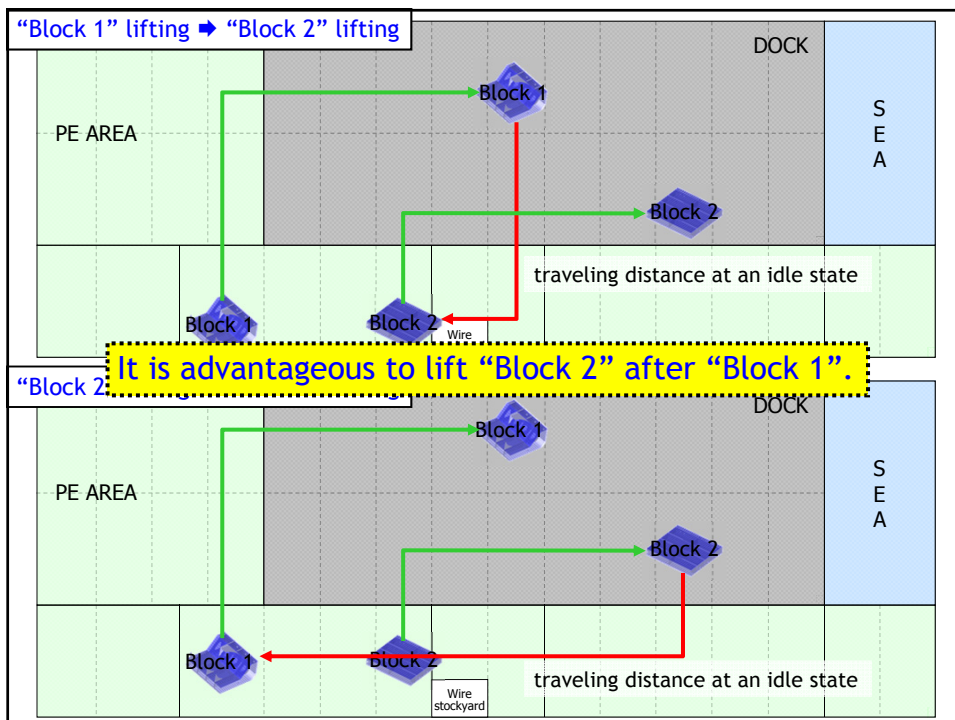 “Block 1” lifting ➡ “Block 2” lifting
DOCK
Block 1
PE AREA
S
E
A
Block 2
traveling distance at an idle state
Block 1
Block 2
Wire
It is advantageous to lift “Block 2” after “Block 1”.
“Block 2
DOCK
Block 1
PE AREA
S
E
A
Block 2
Block 1
Block 2
traveling distance at an idle state
Wire
stockyard